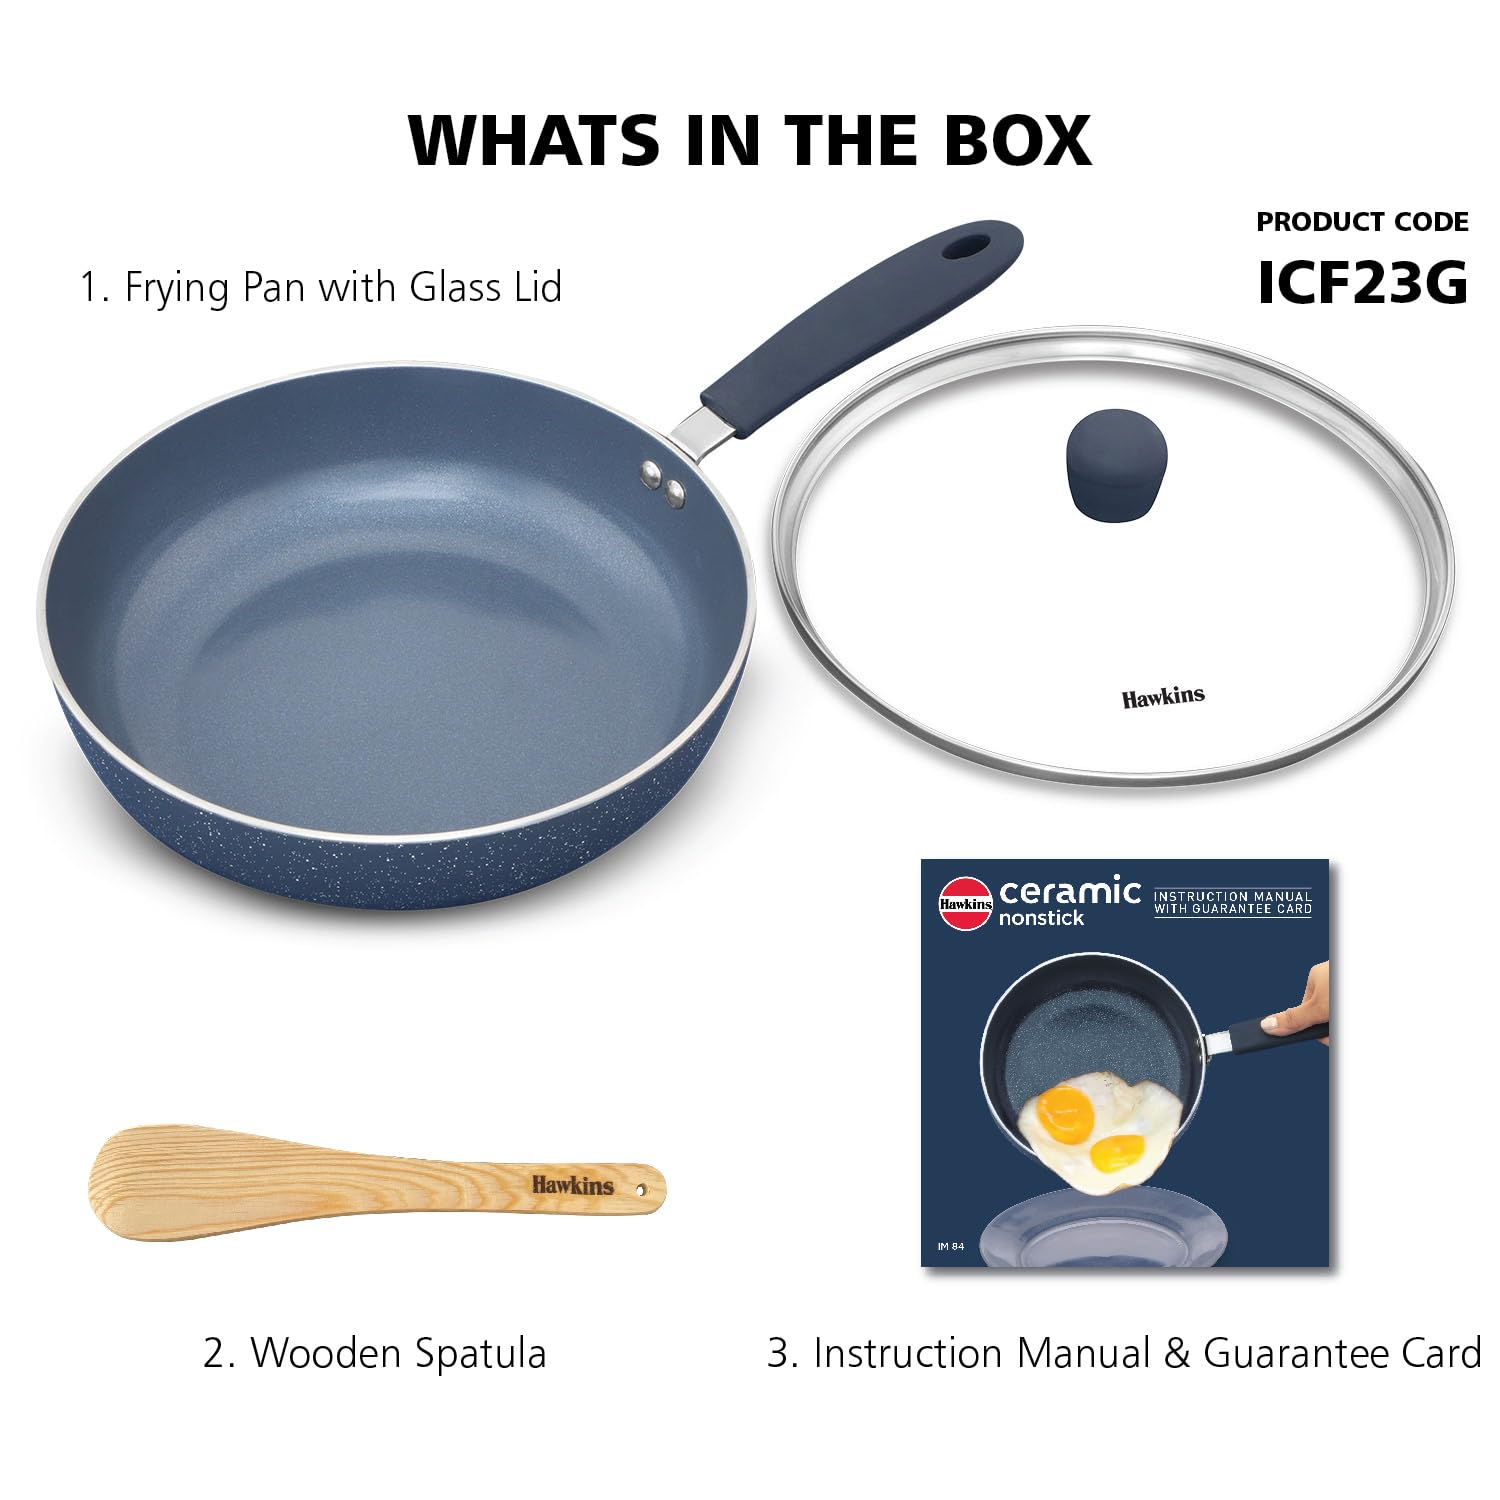 WHATS IN THE BOX
PRODUCT CODE
ICF23G
1. Frying Pan with Glass Lid
Hawkins
Hawkins
ceramic
nonstick
INSTRUCTION MANUAL
WITH GUARANTEE CARD
IM 84
Hawkins
2. Wooden Spatula
3. Instruction Manual & Guarantee Card